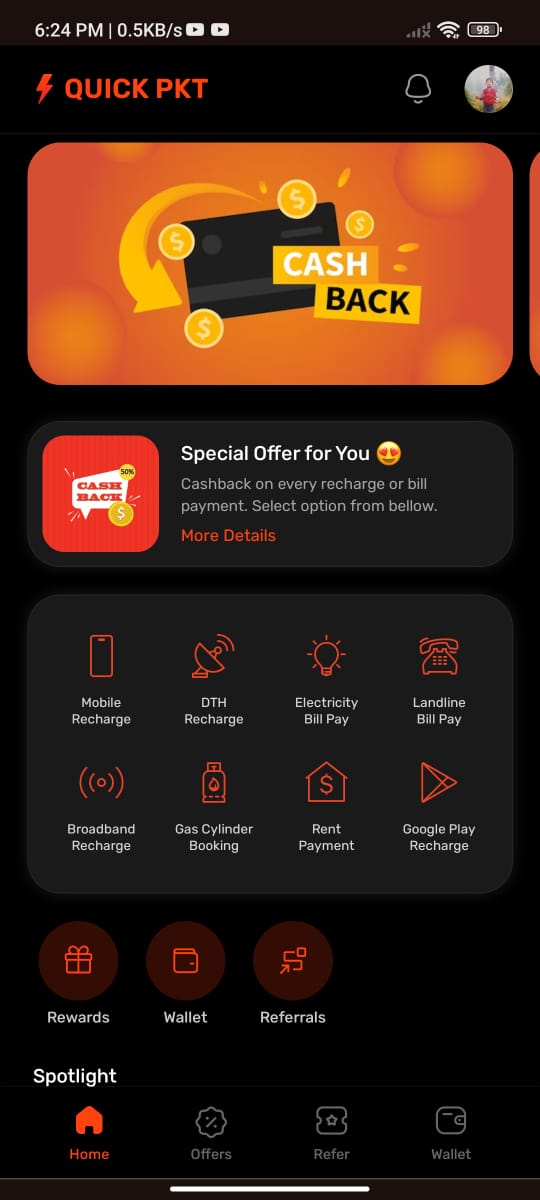 6:24 PM | 0.5KB/s
98
QUICK PKT
$
$
$
$
CASH
BACK
50%
CASH
BACK
$
Special Offer for You 😍
Cashback on every recharge or bill
payment. Select option from bellow.
More Details
Mobile
Recharge
DTH
Recharge
Electricity
Bill Pay
Landline
Bill Pay
Broadband
Recharge
Gas Cylinder
Booking
$
Rent
Payment
Google Play
Recharge
Rewards
Wallet
Referrals
Spotlight
Home
Offers
Refer
Wallet